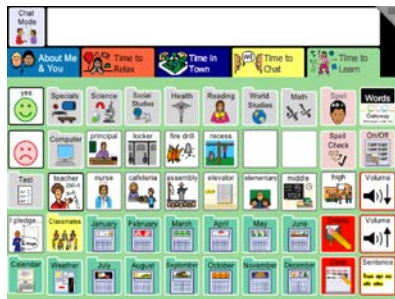 Chat
Mode
About Me
& You
Time to
Relax
Time In
Town
Time to
Chat
Time to
Learn
yes
Specials
Science
Social
Studies
Health
Reading
World
Studies
Math
Spell
Words
no
Computer
principal
locker
fire drill
recess
Spell
Check
On/Off
Test
teacher
nurse
cafeteria
assembly
elevator
elementary
middle
high
Volume
I pledge...
Classmates
January
February
March
April
May
June
Delete
Volume
Calendar
Weather
July
August
September
October
November
December
Clear
Sentence